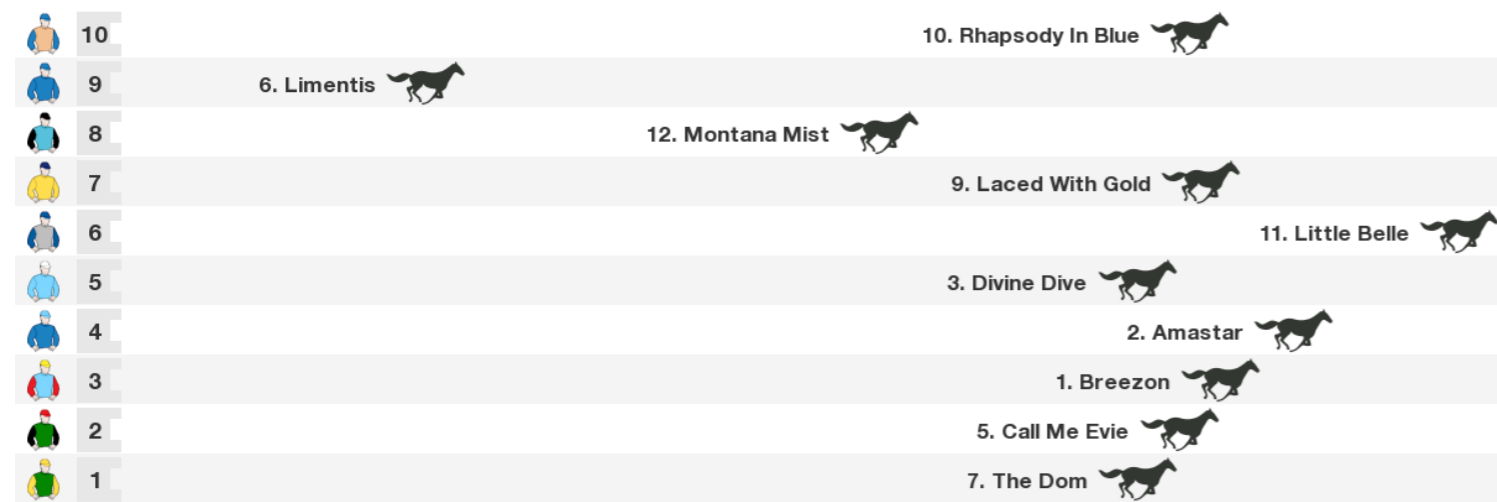 10 10. Rhapsody In Blue
9 6. Limentis
8 12. Montana Mist
7 9. Laced With Gold
6 11. Little Belle
5 3. Divine Dive
4 2. Amastar
3 1. Breezon
2 5. Call Me Evie
1 7. The Dom